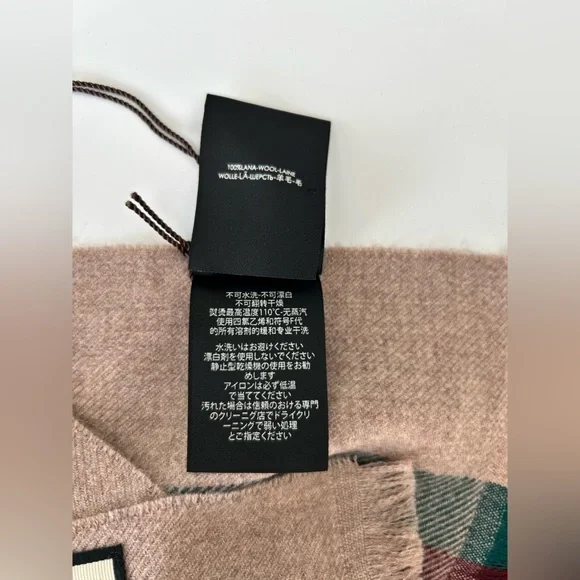 100%LANA-WOOL-LAINE
WOLLE-LÃ-ШЕРСТЬ-羊毛-毛
不可水洗-不可漂白
不可翻转干燥
熨烫最高温度110℃-无蒸汽
使用四氯乙烯和符号F代
的所有溶剂的缓和专业干洗
水洗いはお避けください
漂白剤を使用しないでください
静止型乾燥機の使用をお勧
めします
アイロンは必ず低温
で当ててください
汚れた場合は信頼のおける専門
のクリーニグ店でドライクリ
ーニングで弱い処理
とご指定ください